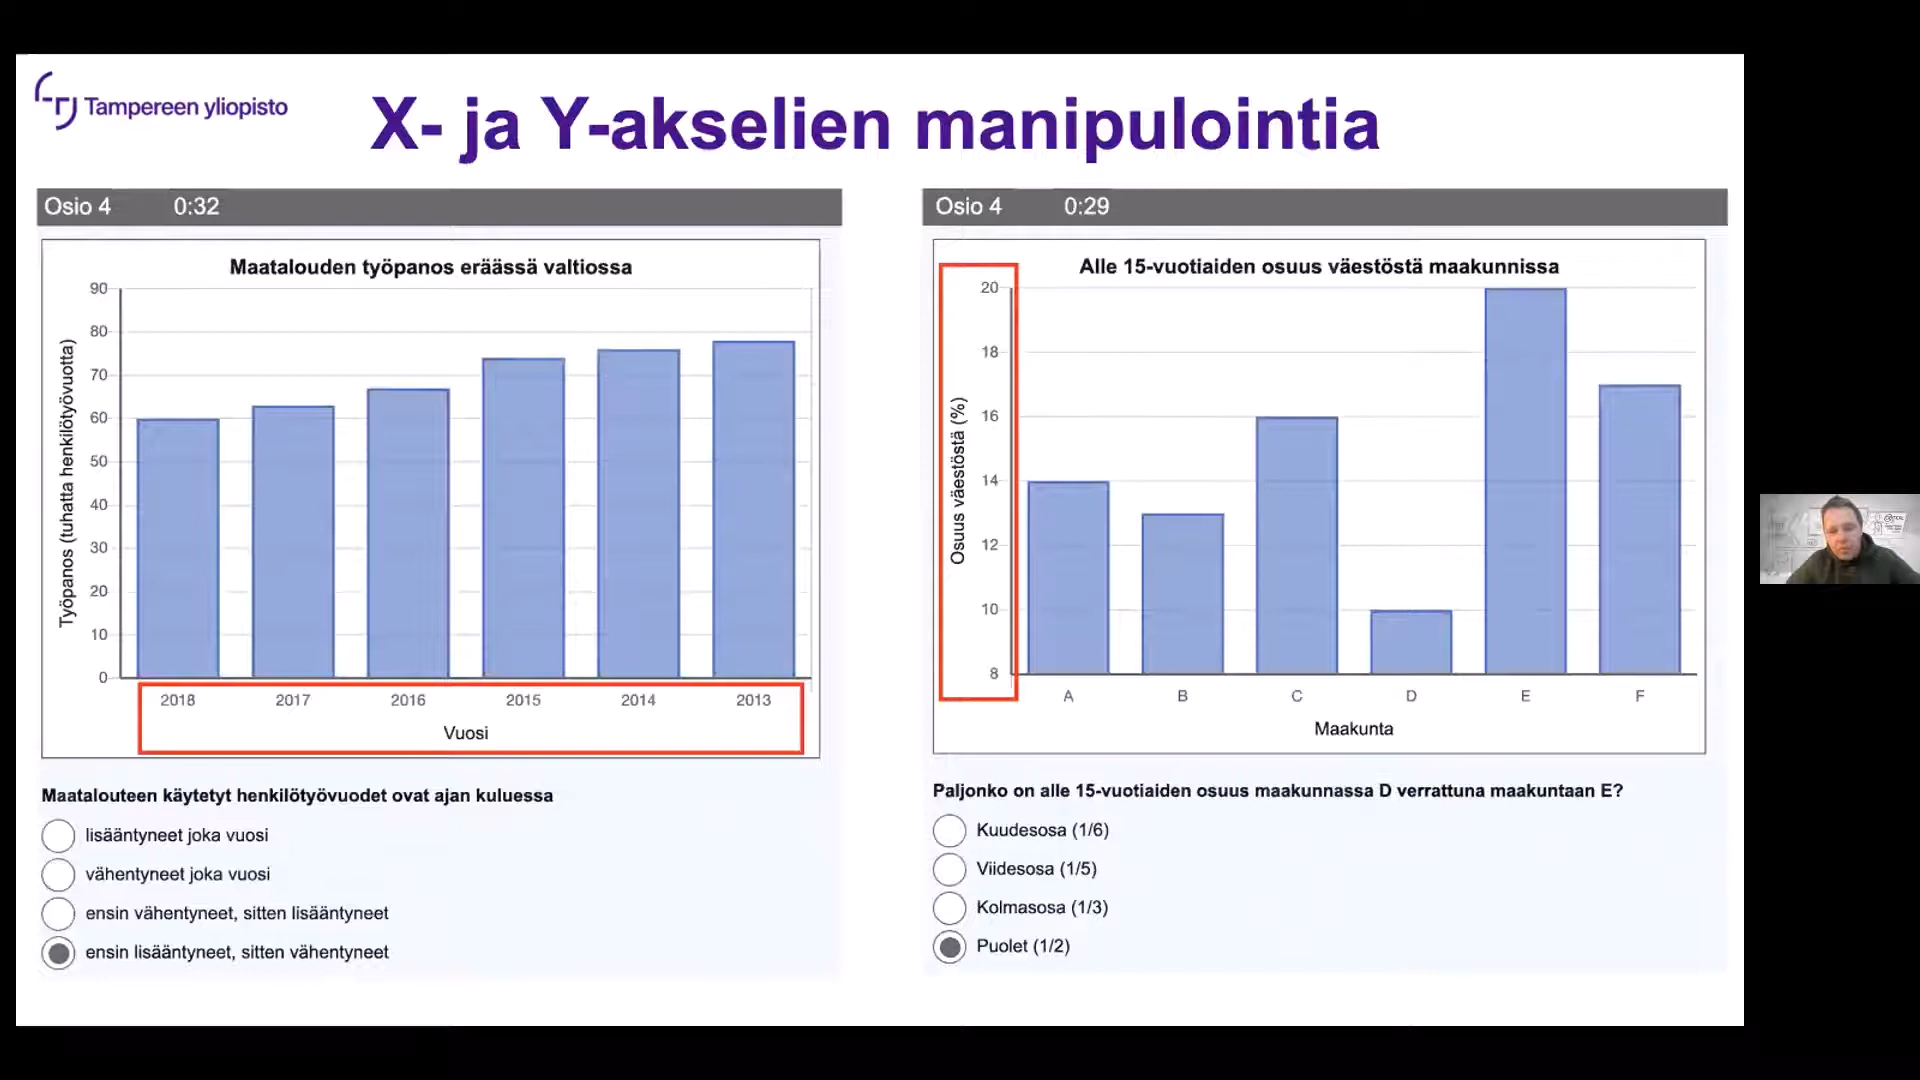 Tampereen yliopisto
X- ja Y-akselien manipulointia
Osio 4 0:32
Maatalouden työpanos eräässä valtiossa
Työpanos (tuhatta henkilötyövuotta)
90
80
70
60
50
40
30
20
10
0
2018 2017 2016 2015 2014 2013
Vuosi
Maatalouteen käytetyt henkilötyövuodet ovat ajan kuluessa
lisääntyneet joka vuosi
vähentyneet joka vuosi
ensin vähentyneet, sitten lisääntyneet
ensin lisääntyneet, sitten vähentyneet
Osio 4 0:29
Alle 15-vuotiaiden osuus väestöstä maakunnissa
Osuus väestöstä (%)
20
18
16
14
12
10
8
A B C D E F
Maakunta
Paljonko on alle 15-vuotiaiden osuus maakunnassa D verrattuna maakuntaan E?
Kuudesosa (1/6)
Viidesosa (1/5)
Kolmasosa (1/3)
Puolet (1/2)